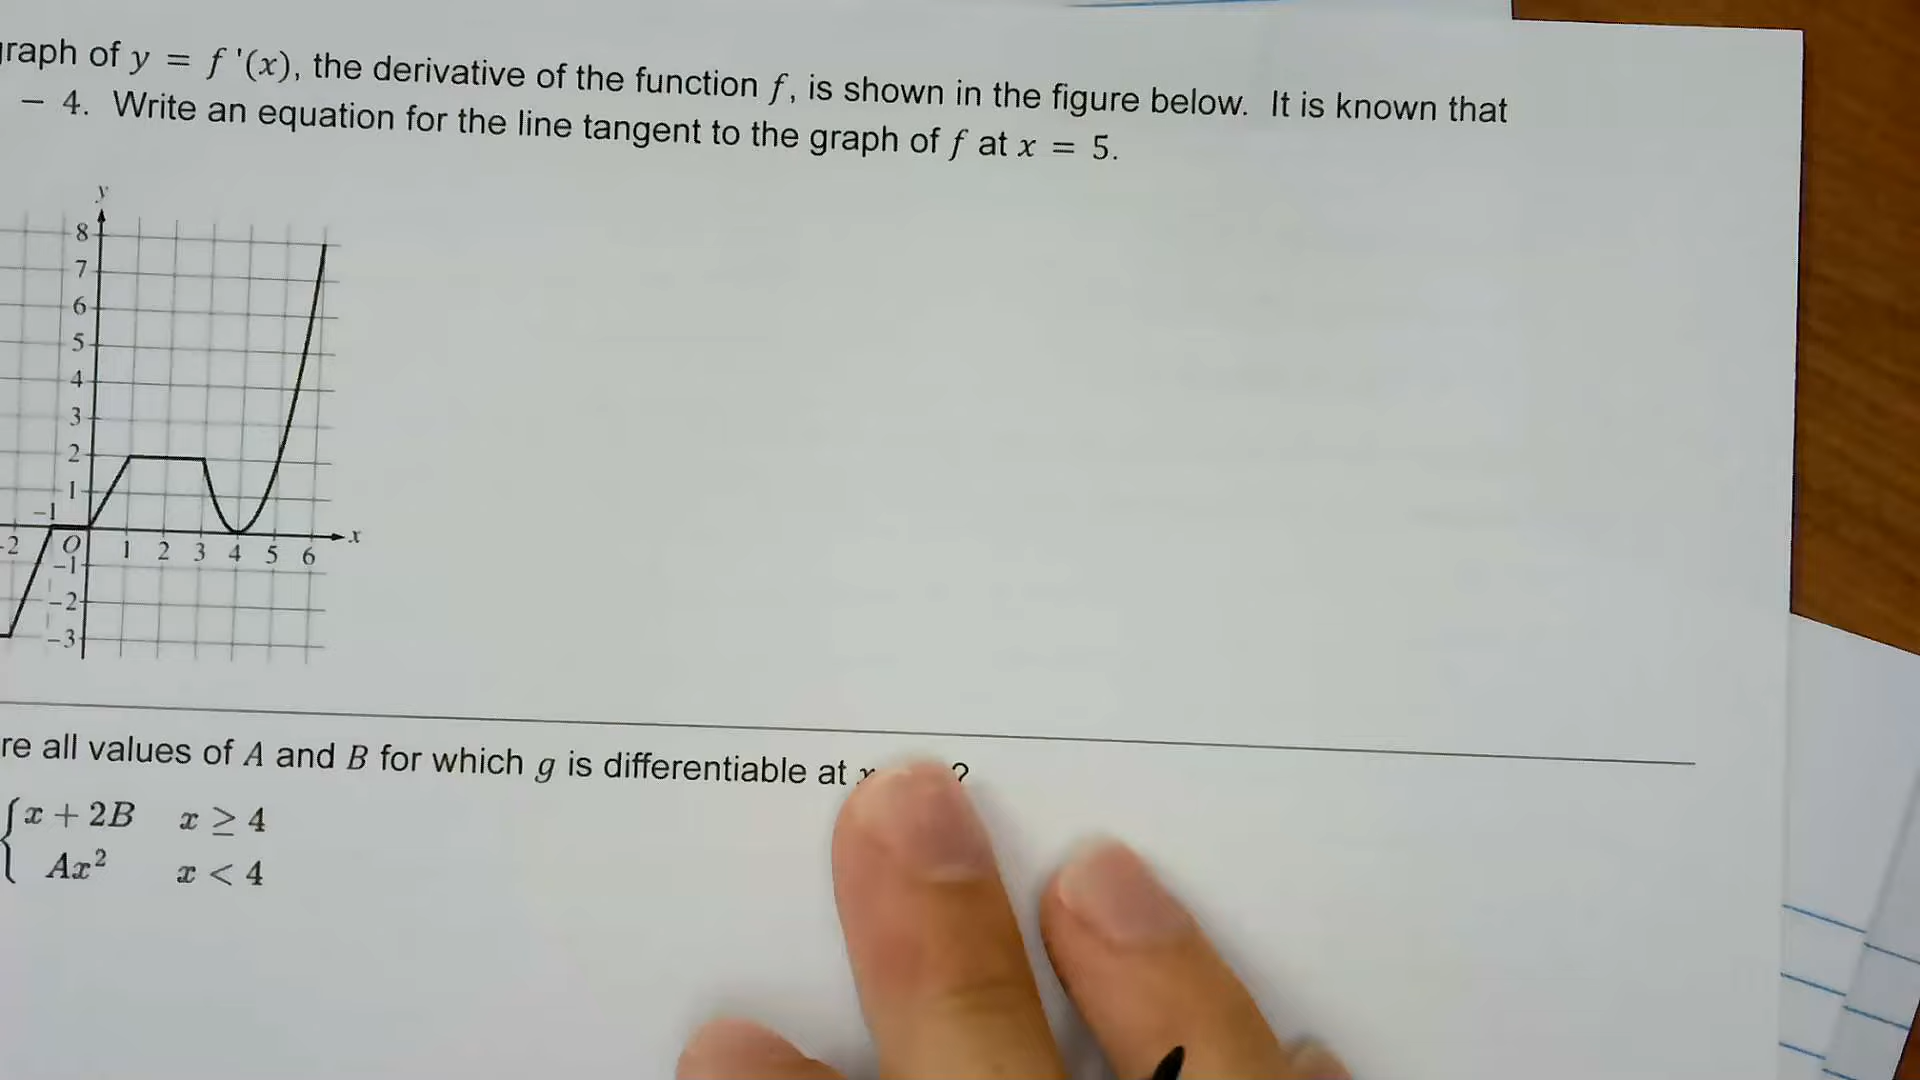 graph of y = f '(x), the derivative of the function f, is shown in the figure below. It is known that
− 4. Write an equation for the line tangent to the graph of f at x = 5.
y
8
7
6
5
4
3
2
1
−1
-2 O 1 2 3 4 5 6 x
−1
−2
−3
re all values of A and B for which g is differentiable at x ?
x + 2B x ≥ 4
Ax² x < 4